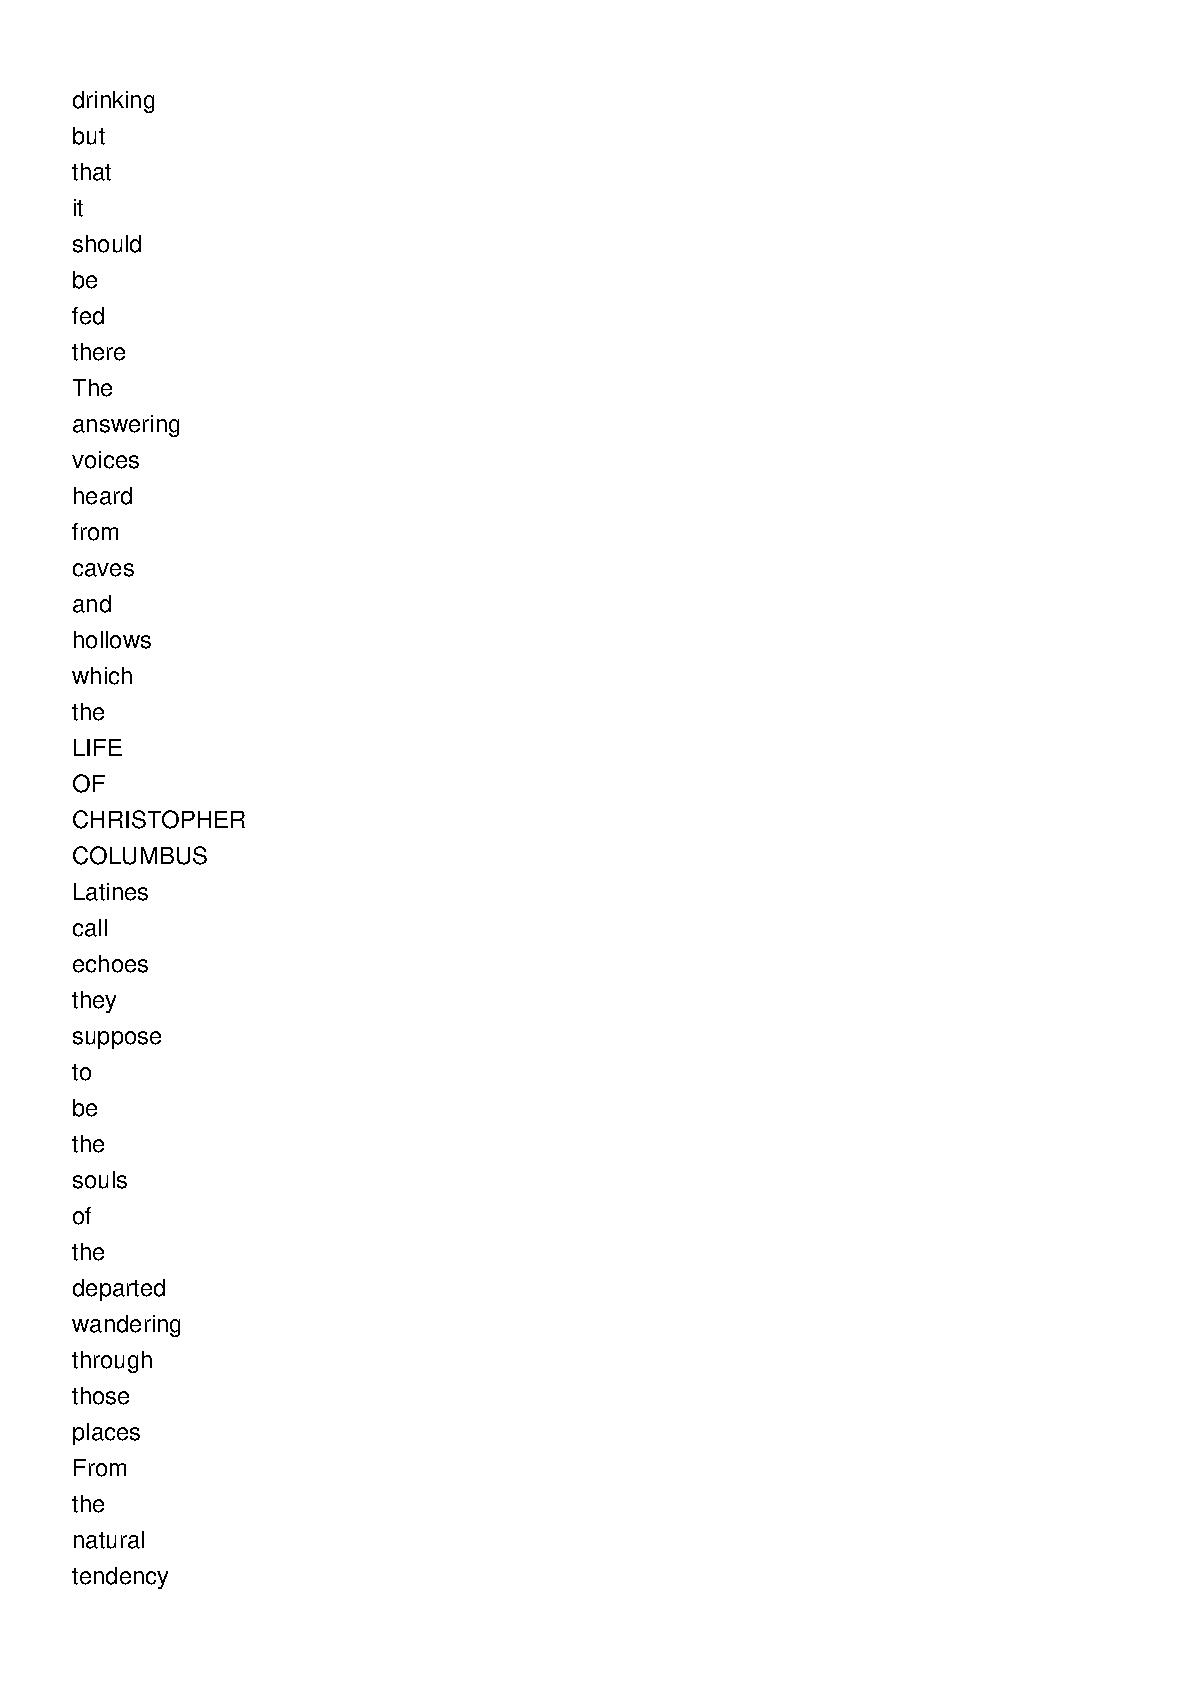 drinking
but
that
it
should
be
fed
there
The
answering
voices
heard
from
caves
and
hollows
which
the
LIFE
OF
CHRISTOPHER
COLUMBUS
Latines
call
echoes
they
suppose
to
be
the
souls
of
the
departed
wandering
through
those
places
From
the
natural
tendency